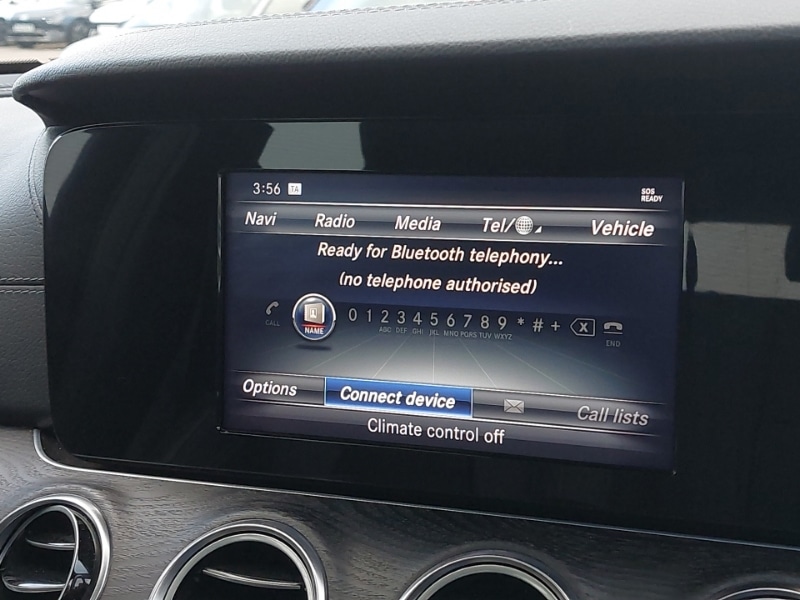 3:56 TA SOS READY
Navi Radio Media Tel/ Vehicle
Ready for Bluetooth telephony...
(no telephone authorised)
CALL NAME 0 1 2 3 4 5 6 7 8 9 * # + X END
ABC DEF GHI JKL MNO PQRS TUV WXYZ
Options Connect device Call lists
Climate control off